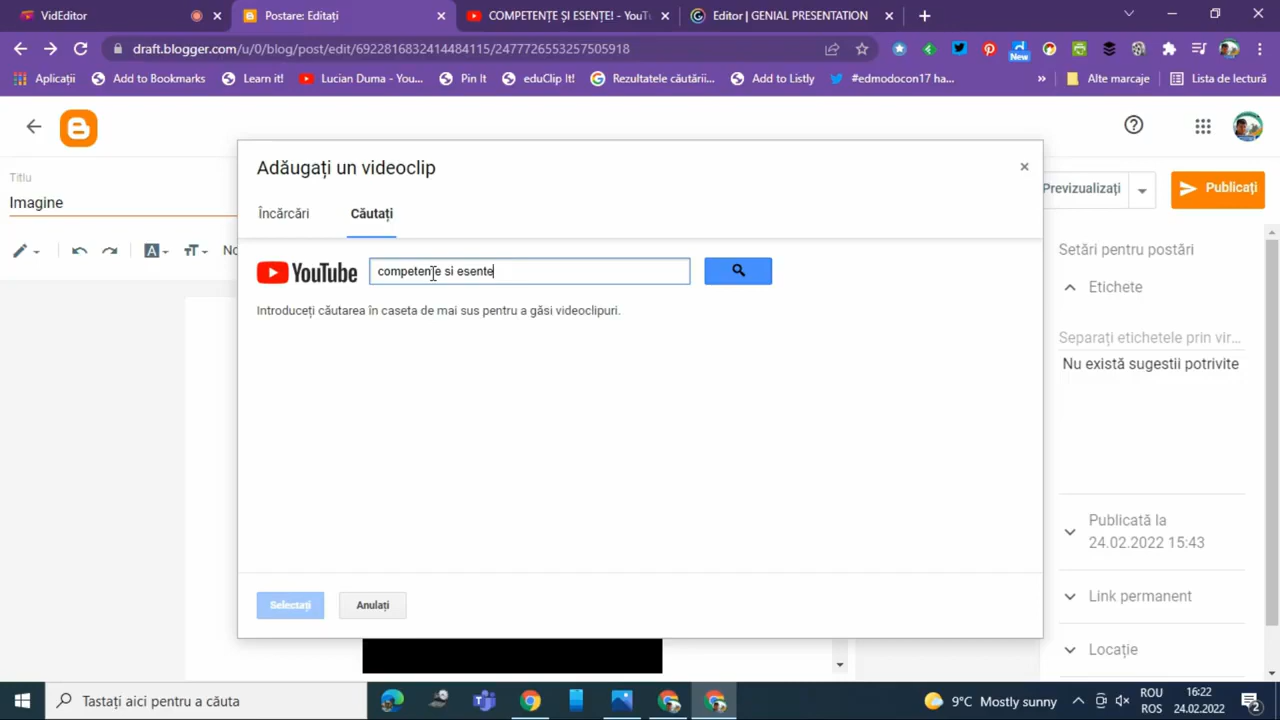 VidEditor
Postare: Editați
COMPETENȚE ȘI ESENȚE! - YouT
Editor | GENIAL PRESENTATION
draft.blogger.com/u/0/blog/post/edit/6922816832414484115/2477726553257505918
New
Aplicații
Add to Bookmarks
Learn it!
Lucian Duma - You...
Pin It
eduClip It!
Rezultatele căutării...
Add to Listly
#edmodocon17 ha...
»
Alte marcaje
Lista de lectură
Titlu
Imagine
Previzualizați
Publicați
Adăugați un videoclip
Încărcări
Căutați
YouTube
competențe si esente
Introduceți căutarea în caseta de mai sus pentru a găsi videoclipuri.
Selectați
Anulați
Setări pentru postări
Etichete
Separați etichetele prin vir...
Nu există sugestii potrivite
Publicată la
24.02.2022 15:43
Link permanent
Locație
Tastați aici pentru a căuta
9°C Mostly sunny
ROU
ROS
16:22
24.02.2022
2